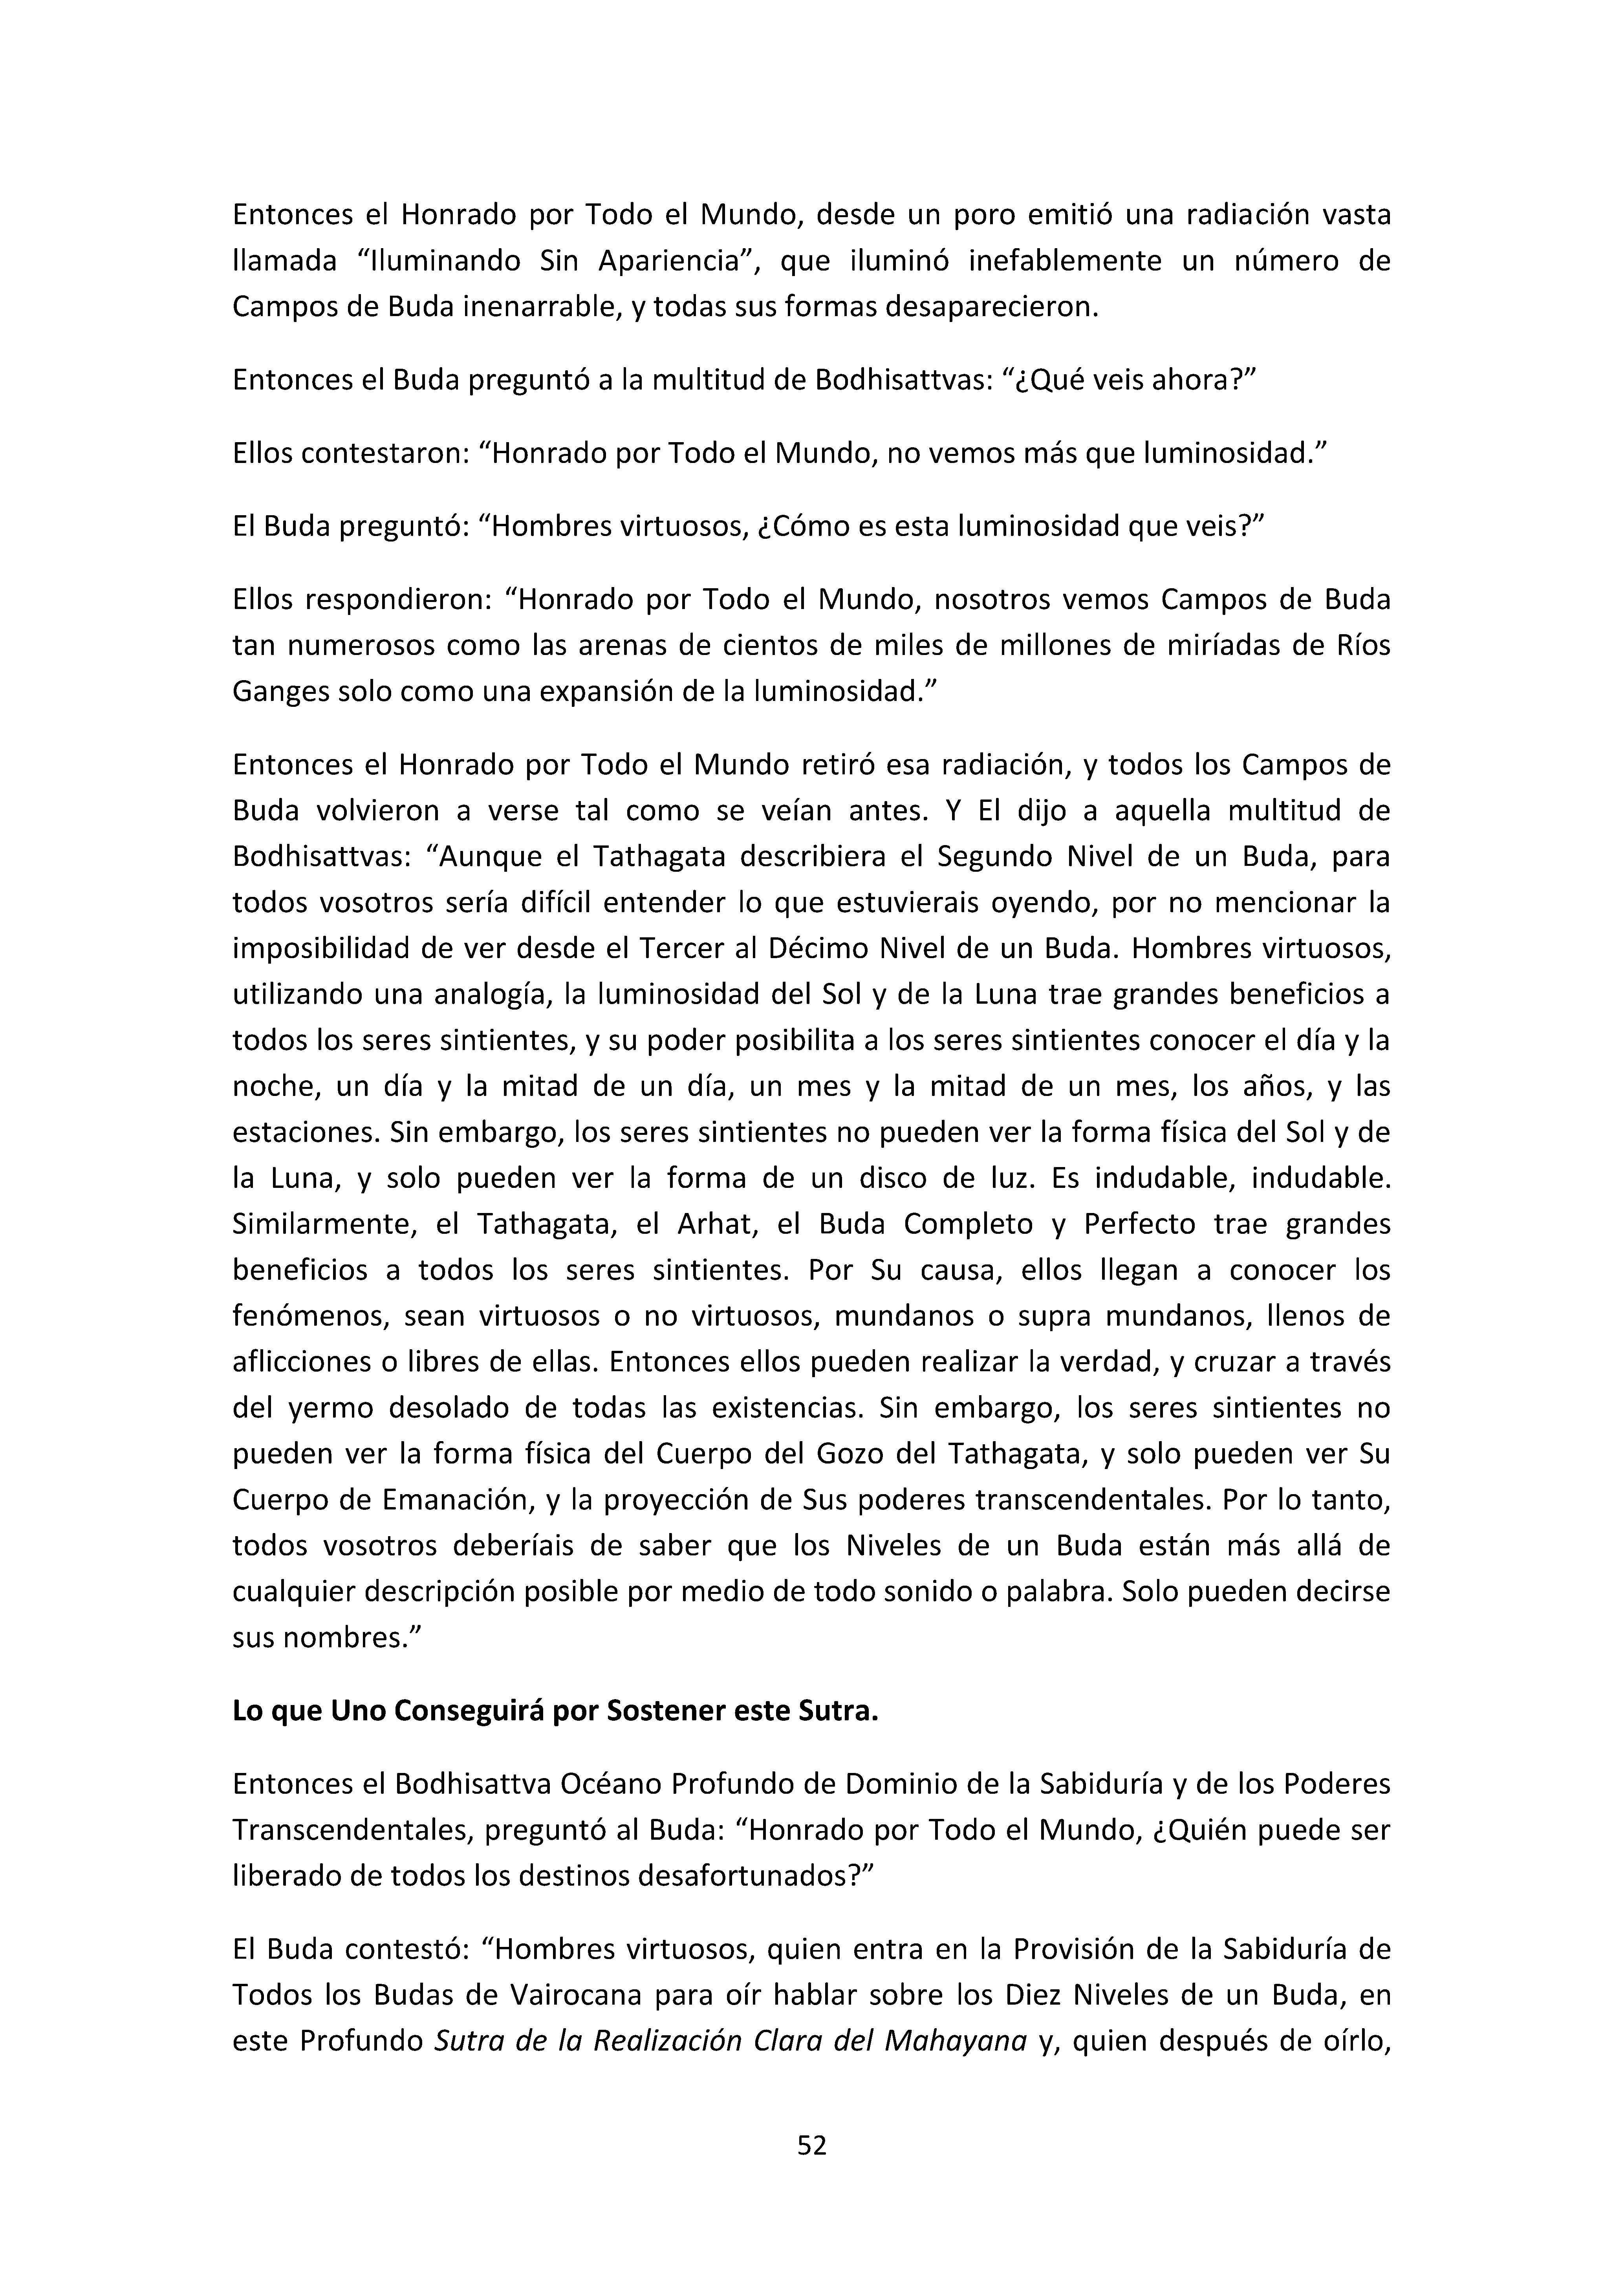 Entonces el Honrado por Todo el Mundo, desde un poro emitió una radiación vasta
llamada “Iluminando Sin Apariencia”, que iluminó inefablemente un número de
Campos de Buda inenarrable, y todas sus formas desaparecieron.
Entonces el Buda preguntó a la multitud de Bodhisattvas: “¿Qué veis ahora?”
Ellos contestaron: “Honrado por Todo el Mundo, no vemos más que luminosidad.”
El Buda preguntó: “Hombres virtuosos, ¿Cómo es esta luminosidad que veis?”
Ellos respondieron: “Honrado por Todo el Mundo, nosotros vemos Campos de Buda
tan numerosos como las arenas de cientos de miles de millones de miríadas de Ríos
Ganges solo como una expansión de la luminosidad.”
Entonces el Honrado por Todo el Mundo retiró esa radiación, y todos los Campos de
Buda volvieron a verse tal como se veían antes. Y El dijo a aquella multitud de
Bodhisattvas: “Aunque el Tathagata describiera el Segundo Nivel de un Buda, para
todos vosotros sería difícil entender lo que estuvierais oyendo, por no mencionar la
imposibilidad de ver desde el Tercer al Décimo Nivel de un Buda. Hombres virtuosos,
utilizando una analogía, la luminosidad del Sol y de la Luna trae grandes beneficios a
todos los seres sintientes, y su poder posibilita a los seres sintientes conocer el día y la
noche, un día y la mitad de un día, un mes y la mitad de un mes, los años, y las
estaciones. Sin embargo, los seres sintientes no pueden ver la forma física del Sol y de
la Luna, y solo pueden ver la forma de un disco de luz. Es indudable, indudable.
Similarmente, el Tathagata, el Arhat, el Buda Completo y Perfecto trae grandes
beneficios a todos los seres sintientes. Por Su causa, ellos llegan a conocer los
fenómenos, sean virtuosos o no virtuosos, mundanos o supra mundanos, llenos de
aflicciones o libres de ellas. Entonces ellos pueden realizar la verdad, y cruzar a través
del yermo desolado de todas las existencias. Sin embargo, los seres sintientes no
pueden ver la forma física del Cuerpo del Gozo del Tathagata, y solo pueden ver Su
Cuerpo de Emanación, y la proyección de Sus poderes transcendentales. Por lo tanto,
todos vosotros deberíais de saber que los Niveles de un Buda están más allá de
cualquier descripción posible por medio de todo sonido o palabra. Solo pueden decirse
sus nombres.”
Lo que Uno Conseguirá por Sostener este Sutra.
Entonces el Bodhisattva Océano Profundo de Dominio de la Sabiduría y de los Poderes
Transcendentales, preguntó al Buda: “Honrado por Todo el Mundo, ¿Quién puede ser
liberado de todos los destinos desafortunados?”
El Buda contestó: “Hombres virtuosos, quien entra en la Provisión de la Sabiduría de
Todos los Budas de Vairocana para oír hablar sobre los Diez Niveles de un Buda, en
este Profundo Sutra de la Realización Clara del Mahayana y, quien después de oírlo,
52